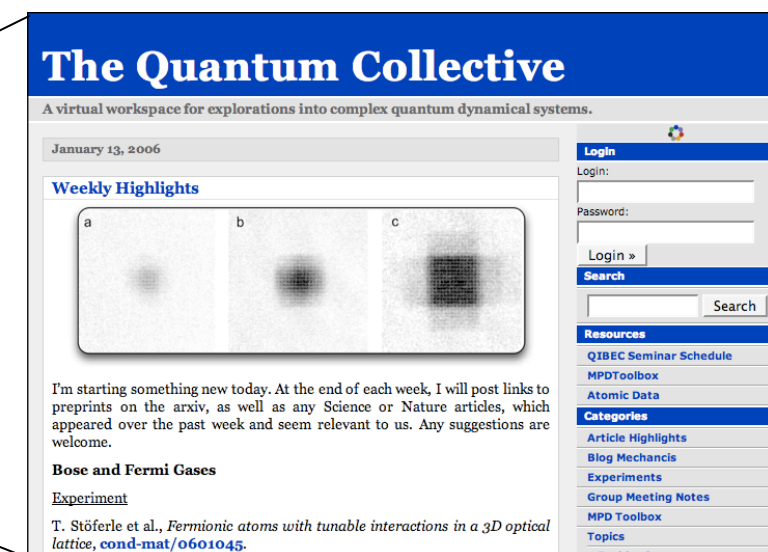 The Quantum Collective
A virtual workspace for explorations into complex quantum dynamical systems.
January 13, 2006
Weekly Highlights
a
b
c
I'm starting something new today. At the end of each week, I will post links to
preprints on the arxiv, as well as any Science or Nature articles, which
appeared over the past week and seem relevant to us. Any suggestions are
welcome.
Bose and Fermi Gases
Experiment
T. Stöferle et al., Fermionic atoms with tunable interactions in a 3D optical
lattice, cond-mat/0601045.
Login
Login:
Password:
Login »
Search
Search
Resources
QIBEC Seminar Schedule
MPDToolbox
Atomic Data
Categories
Article Highlights
Blog Mechancis
Experiments
Group Meeting Notes
MPD Toolbox
Topics